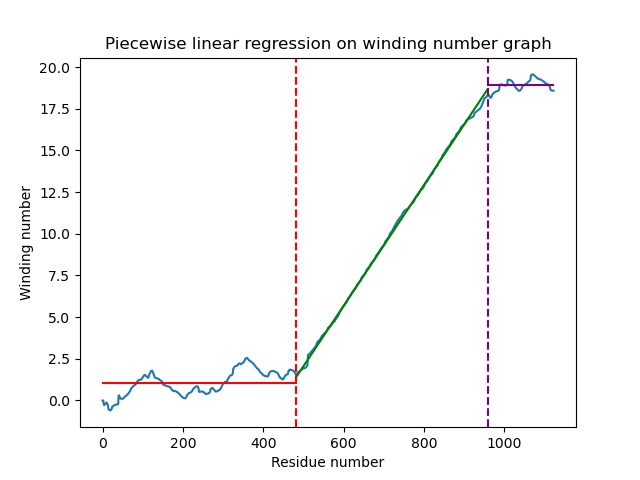 Piecewise linear regression on winding number graph
20.0
17.5
15.0
12.5
10.0
7.5
5.0
2.5
0.0
Winding number
0 200 400 600 800 1000
Residue number